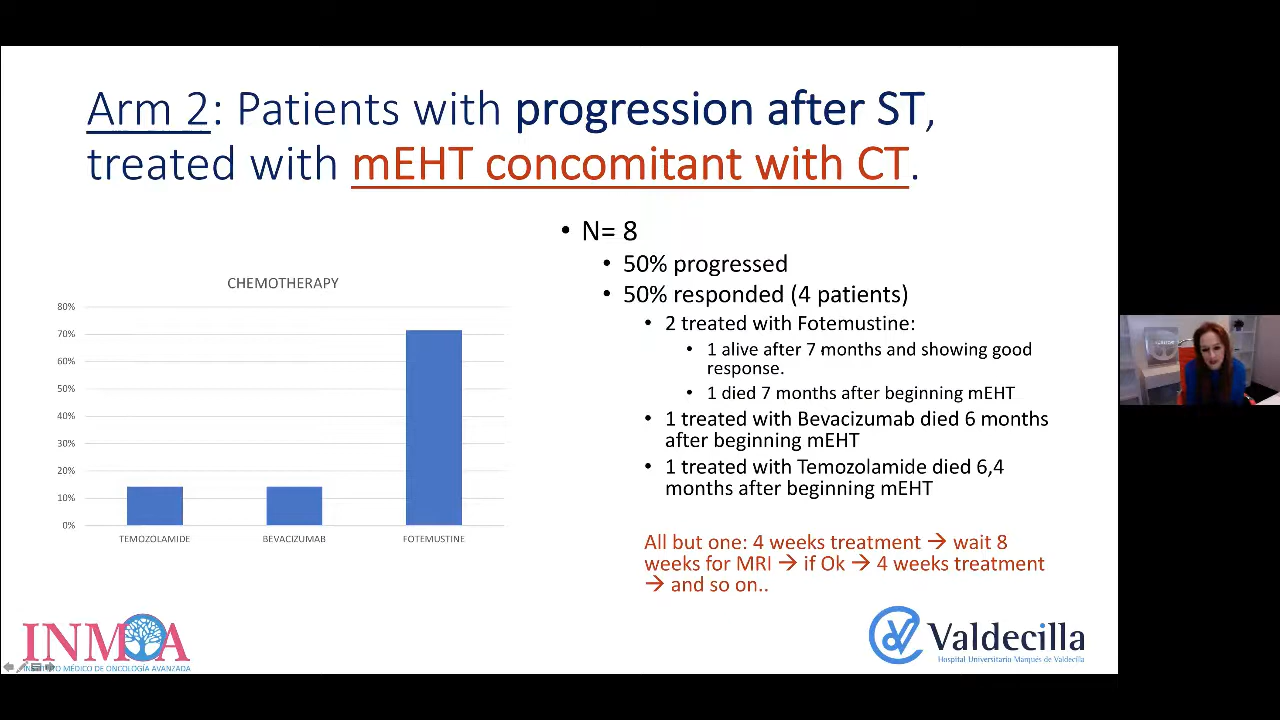 Arm 2: Patients with progression after ST,
treated with mEHT concomitant with CT.
• N= 8
• 50% progressed
• 50% responded (4 patients)
• 2 treated with Fotemustine:
• 1 alive after 7 months and showing good
response.
• 1 died 7 months after beginning mEHT
• 1 treated with Bevacizumab died 6 months
after beginning mEHT
• 1 treated with Temozolamide died 6,4
months after beginning mEHT
All but one: 4 weeks treatment → wait 8
weeks for MRI → if Ok → 4 weeks treatment
→ and so on..
CHEMOTHERAPY
80%
70%
60%
50%
40%
30%
20%
10%
0%
TEMOZOLAMIDE BEVACIZUMAB FOTEMUSTINE
INMOA
INSTITUTO MÉDICO DE ONCOLOGÍA AVANZADA
Valdecilla
Hospital Universitario Marqués de Valdecilla